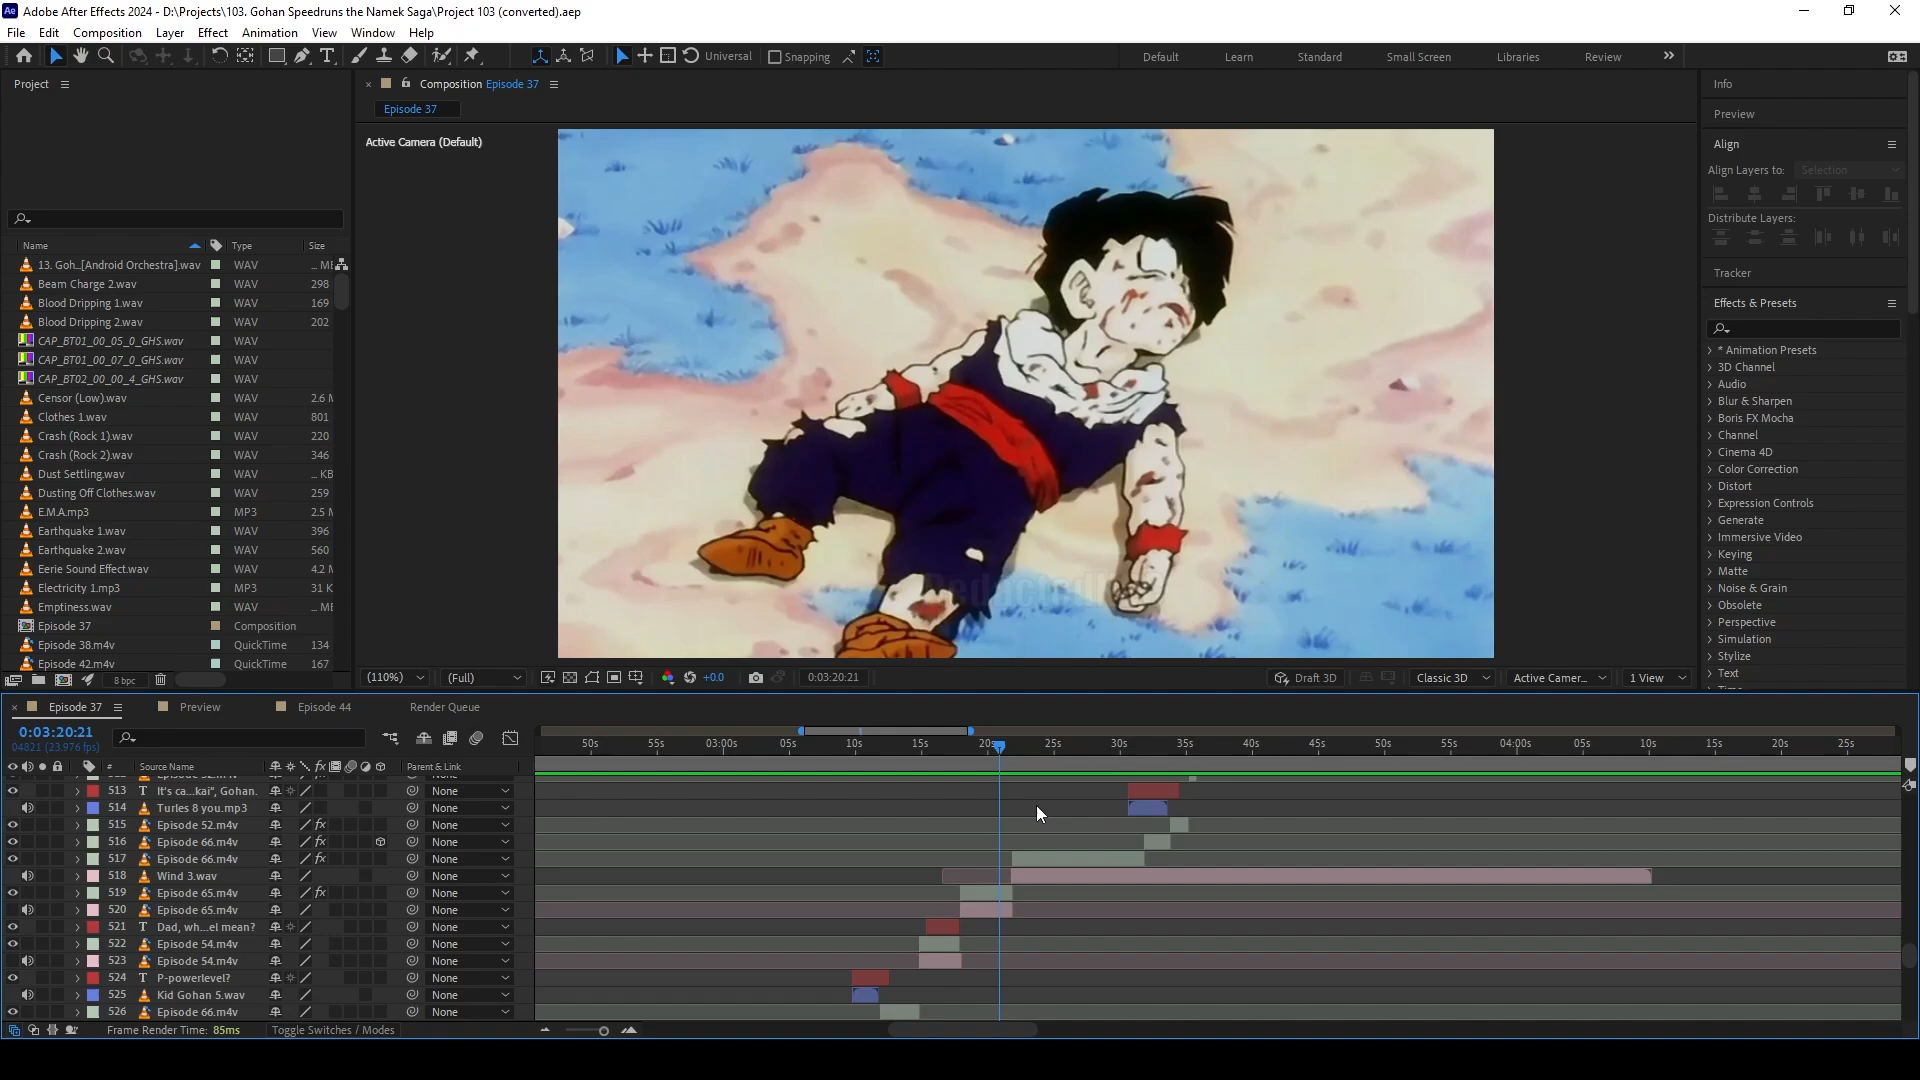 Adobe After Effects 2024 - D:\Projects\103. Gohan Speedruns the Namek Saga\Project 103 (converted).aep
File Edit Composition Layer Effect Animation View Window Help
Universal Snapping Default Learn Standard Small Screen Libraries Review
Project
Name Type Size
13. Goh...[Android Orchestra].wav WAV ... ME
Beam Charge 2.wav WAV 298
Blood Dripping 1.wav WAV 169
Blood Dripping 2.wav WAV 202
CAP_BT01_00_05_0_GHS.wav WAV
CAP_BT01_00_07_0_GHS.wav WAV
CAP_BT02_00_00_4_GHS.wav WAV
Censor (Low).wav WAV 2.6 M
Clothes 1.wav WAV 801
Crash (Rock 1).wav WAV 220
Crash (Rock 2).wav WAV 346
Dust Settling.wav WAV ... KB
Dusting Off Clothes.wav WAV 259
E.M.A.mp3 MP3 2.5 M
Earthquake 1.wav WAV 396
Earthquake 2.wav WAV 560
Eerie Sound Effect.wav WAV 4.2 M
Electricity 1.mp3 MP3 31 K
Emptiness.wav WAV ... ME
Episode 37 Composition
Episode 38.m4v QuickTime 134
Episode 42.m4v QuickTime 167
8 bpc
Composition Episode 37
Episode 37
Active Camera (Default)
(110%) (Full) +0.0 0:03:20:21 Draft 3D Classic 3D Active Camer... 1 View
Info
Preview
Align
Align Layers to: Selection
Distribute Layers:
Tracker
Effects & Presets
* Animation Presets
3D Channel
Audio
Blur & Sharpen
Boris FX Mocha
Channel
Cinema 4D
Color Correction
Distort
Expression Controls
Generate
Immersive Video
Keying
Matte
Noise & Grain
Obsolete
Perspective
Simulation
Stylize
Text
Episode 37 Preview Episode 44 Render Queue
0:03:20:21
04821 (23.976 fps)
50s 55s 03:00s 05s 10s 15s 20s 25s 30s 35s 40s 45s 50s 55s 04:00s 05s 10s 15s 20s 25s
# Source Name Parent & Link
513 T It's ca...kai", Gohan. None
514 Turles 8 you.mp3 None
515 Episode 52.m4v None
516 Episode 66.m4v None
517 Episode 66.m4v None
518 Wind 3.wav None
519 Episode 65.m4v None
520 Episode 65.m4v None
521 T Dad, wh...el mean? None
522 Episode 54.m4v None
523 Episode 54.m4v None
524 T P-powerlevel? None
525 Kid Gohan 5.wav None
526 Episode 66.m4v None
Frame Render Time: 85ms Toggle Switches / Modes